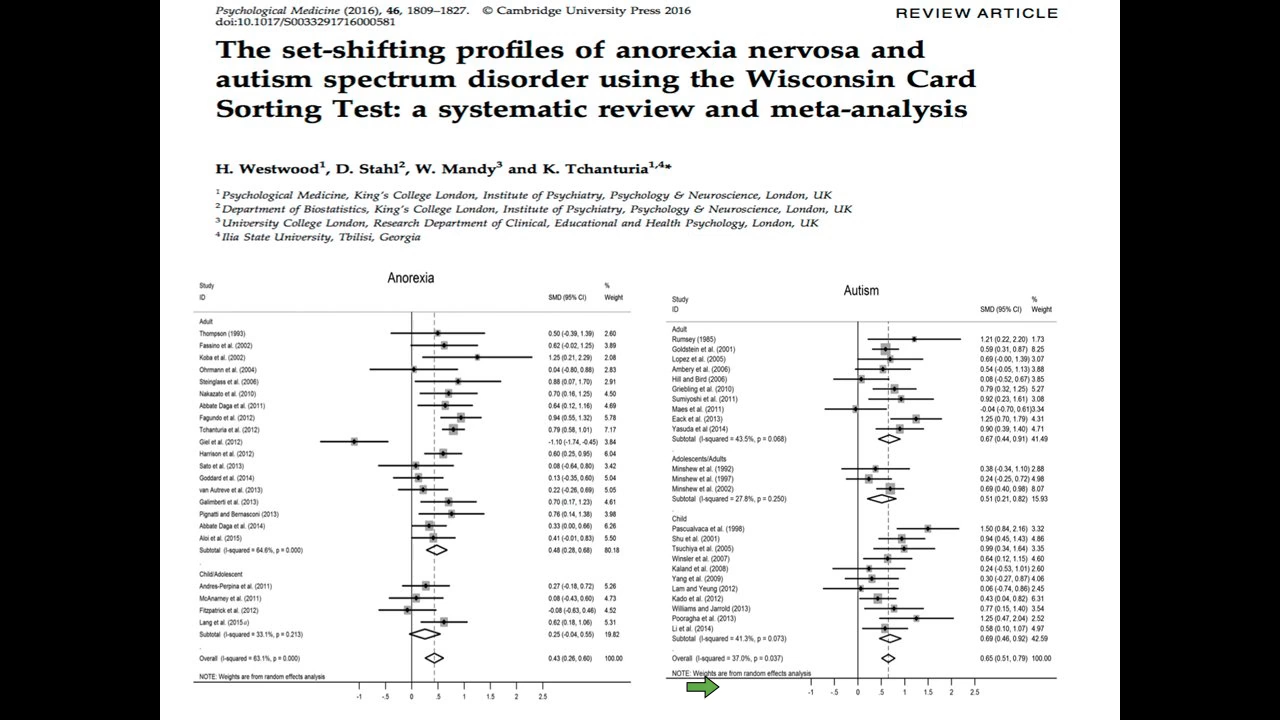 Psychological Medicine (2016), 46, 1809–1827. © Cambridge University Press 2016
doi:10.1017/S0033291716000581
REVIEW ARTICLE
The set-shifting profiles of anorexia nervosa and
autism spectrum disorder using the Wisconsin Card
Sorting Test: a systematic review and meta-analysis
H. Westwood1, D. Stahl2, W. Mandy3 and K. Tchanturia1,4*
1 Psychological Medicine, King's College London, Institute of Psychiatry, Psychology & Neuroscience, London, UK
2 Department of Biostatistics, King's College London, Institute of Psychiatry, Psychology & Neuroscience, London, UK
3 University College London, Research Department of Clinical, Educational and Health Psychology, London, UK
4 Ilia State University, Tbilisi, Georgia
Anorexia
Study %
ID SMD (95% CI) Weight
Adult
Thompson (1993) 0.50 (-0.39, 1.39) 2.60
Fassino et al. (2002) 0.62 (-0.02, 1.25) 3.89
Koba et al. (2002) 1.25 (0.21, 2.29) 2.08
Ohrmann et al. (2004) 0.04 (-0.80, 0.88) 2.83
Steinglass et al. (2006) 0.88 (0.07, 1.70) 2.91
Nakazato et al. (2010) 0.70 (0.16, 1.25) 4.50
Abbate Daga et al. (2011) 0.64 (0.12, 1.16) 4.69
Fagundo et al. (2012) 0.94 (0.55, 1.32) 5.78
Tchanturia et al. (2012) 0.79 (0.58, 1.01) 7.17
Giel et al. (2012) -1.10 (-1.74, -0.45) 3.84
Harrison et al. (2012) 0.60 (0.25, 0.95) 6.04
Sato et al. (2013) 0.08 (-0.64, 0.80) 3.42
Goddard et al. (2014) 0.13 (-0.35, 0.60) 5.04
van Autreve et al. (2013) 0.22 (-0.26, 0.69) 5.03
Galimberti et al. (2013) 0.70 (0.17, 1.23) 4.61
Pignatti and Bernasconi (2013) 0.76 (0.14, 1.38) 3.98
Abbate Daga et al. (2014) 0.33 (0.00, 0.66) 6.26
Aloi et al. (2015) 0.41 (-0.01, 0.83) 5.50
Subtotal (I-squared = 64.6%, p = 0.000) 0.48 (0.28, 0.68) 80.18
.
Child/Adolescent
Andres-Perpina et al. (2011) 0.27 (-0.18, 0.72) 5.26
McAnarney et al. (2011) 0.08 (-0.43, 0.60) 4.73
Fitzpatrick et al. (2012) -0.08 (-0.63, 0.46) 4.52
Lang et al. (2015a) 0.62 (0.18, 1.06) 5.31
Subtotal (I-squared = 33.1%, p = 0.213) 0.25 (-0.04, 0.55) 19.82
.
Overall (I-squared = 63.1%, p = 0.000) 0.43 (0.26, 0.60) 100.00
NOTE: Weights are from random effects analysis
-1 -.5 0 .5 1 1.5 2 2.5
Autism
Study %
ID SMD (95% CI) Weight
Adult
Rumsey (1985) 1.21 (0.22, 2.20) 1.73
Goldstein et al. (2001) 0.59 (0.31, 0.87) 8.25
Lopez et al. (2005) 0.69 (-0.00, 1.39) 3.07
Ambery et al. (2006) 0.54 (-0.05, 1.13) 3.88
Hill and Bird (2006) 0.08 (-0.52, 0.67) 3.85
Griebling et al. (2010) 0.79 (0.32, 1.25) 5.27
Sumiyoshi et al. (2011) 0.92 (0.23, 1.61) 3.08
Maes et al. (2011) -0.04 (-0.70, 0.61) 3.34
Eack et al. (2013) 1.25 (0.70, 1.79) 4.31
Yasuda et al (2014) 0.90 (0.39, 1.40) 4.71
Subtotal (I-squared = 43.5%, p = 0.068) 0.67 (0.44, 0.91) 41.49
.
Adolescents/Adults
Minshew et al. (1992) 0.38 (-0.34, 1.10) 2.88
Minshew et al. (1997) 0.24 (-0.25, 0.72) 4.98
Minshew et al. (2002) 0.69 (0.40, 0.98) 8.07
Subtotal (I-squared = 27.8%, p = 0.250) 0.51 (0.21, 0.82) 15.93
.
Child
Pascualvaca et al. (1998) 1.50 (0.84, 2.16) 3.32
Shu et al. (2001) 0.94 (0.45, 1.43) 4.86
Tsuchiya et al. (2005) 0.99 (0.34, 1.64) 3.35
Winsler et al. (2007) 0.64 (0.12, 1.15) 4.60
Kaland et al. (2008) 0.24 (-0.53, 1.01) 2.60
Yang et al. (2009) 0.30 (-0.27, 0.87) 4.06
Lam and Yeung (2012) 0.06 (-0.74, 0.86) 2.45
Kado et al. (2012) 0.43 (0.04, 0.82) 6.31
Williams and Jarrold (2013) 0.77 (0.15, 1.40) 3.54
Pooragha et al. (2013) 1.25 (0.47, 2.04) 2.52
Li et al. (2014) 0.58 (0.10, 1.07) 4.97
Subtotal (I-squared = 41.3%, p = 0.073) 0.69 (0.46, 0.92) 42.59
.
Overall (I-squared = 37.0%, p = 0.037) 0.65 (0.51, 0.79) 100.00
NOTE: Weights are from random effects analysis
-1 -.5 0 .5 1 1.5 2 2.5